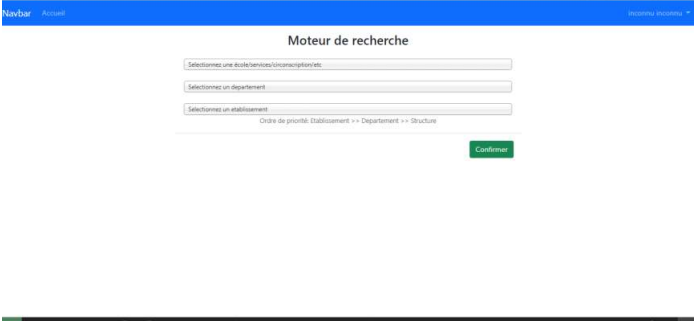 Navbar Accueil inconnu inconnu
Moteur de recherche
Selectionnez une école/services/circonscription/etc
Selectionnez un departement
Selectionnez un etablissement
Ordre de priorité: Etablissement >> Departement >> Structure
Confirmer